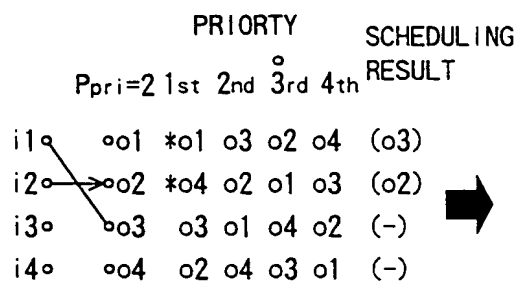 PRIORTY
SCHEDULING
RESULT
Ppri=2 1st 2nd 3rd 4th
i1 o1 *o1 o3 o2 o4 (o3)
i2 o2 *o4 o2 o1 o3 (o2)
i3 o3 o3 o1 o4 o2 (-)
i4 o4 o2 o4 o3 o1 (-)